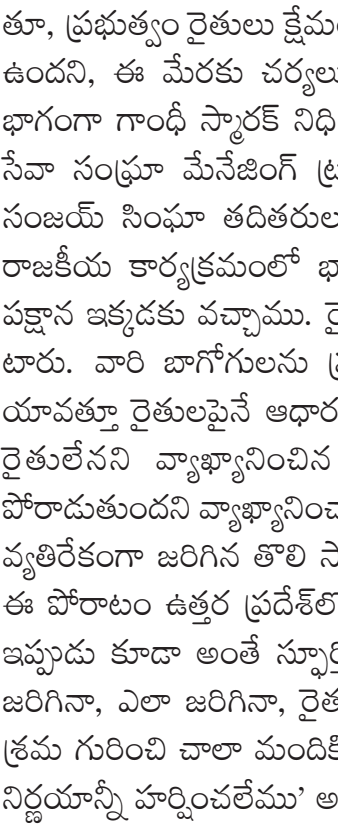 తూ, ప్రభుత్వం రైతులు క్షేమం
ఉందని, ఈ మేరకు చర్యలు
భాగంగా గాంధీ స్మారక్ నిధి
సేవా సంఘ్రా మేనేజింగ్ ట్ర
సంజయ్ సింఘా తదితరుల
రాజకీయ కార్యక్రమంలో భా
పక్షాన ఇక్కడకు వచ్చాము. రై
టారు. వారి బాగోగులను ప్ర
యావత్తూ రైతులపైనే ఆధార
రైతులేనని వ్యాఖ్యానించిన
పోరాడుతుందని వ్యాఖ్యానించ
వ్యతిరేకంగా జరిగిన తొలి స
ఈ పోరాటం ఉత్తర ప్రదేశ్‌లో
ఇప్పుడు కూడా అంతే స్ఫూర్తి
జరిగినా, ఎలా జరిగినా, రైత
శ్రమ గురించి చాలా మందికి
నిర్ణయాన్నీ హర్షించలేము’ అ